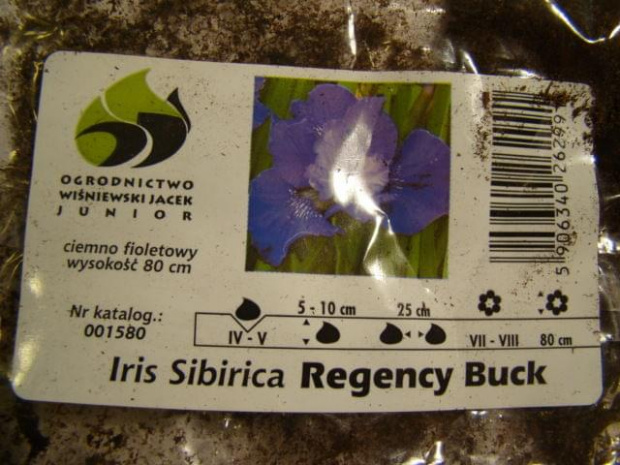 OGRODNICTWO
WIŚNIEWSKI JACEK
JUNIOR
ciemno fioletowy
wysokość 80 cm
Nr katalog.:
001580
5 906340 262997
IV - V
5 - 10 cm
25 cm
VII - VIII
80 cm
Iris Sibirica Regency Buck